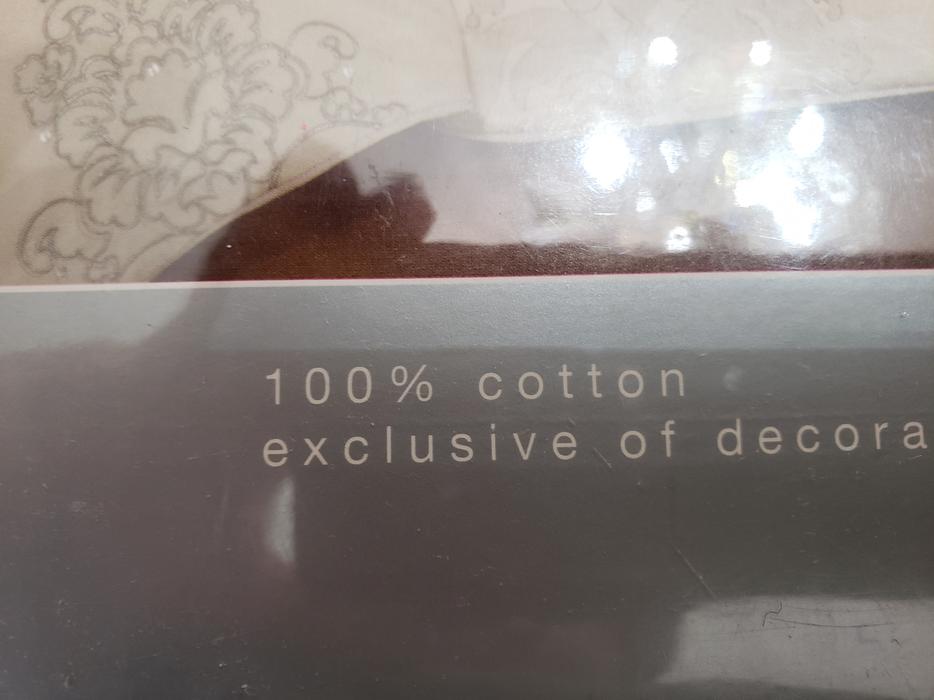 100% cotton
exclusive of decora